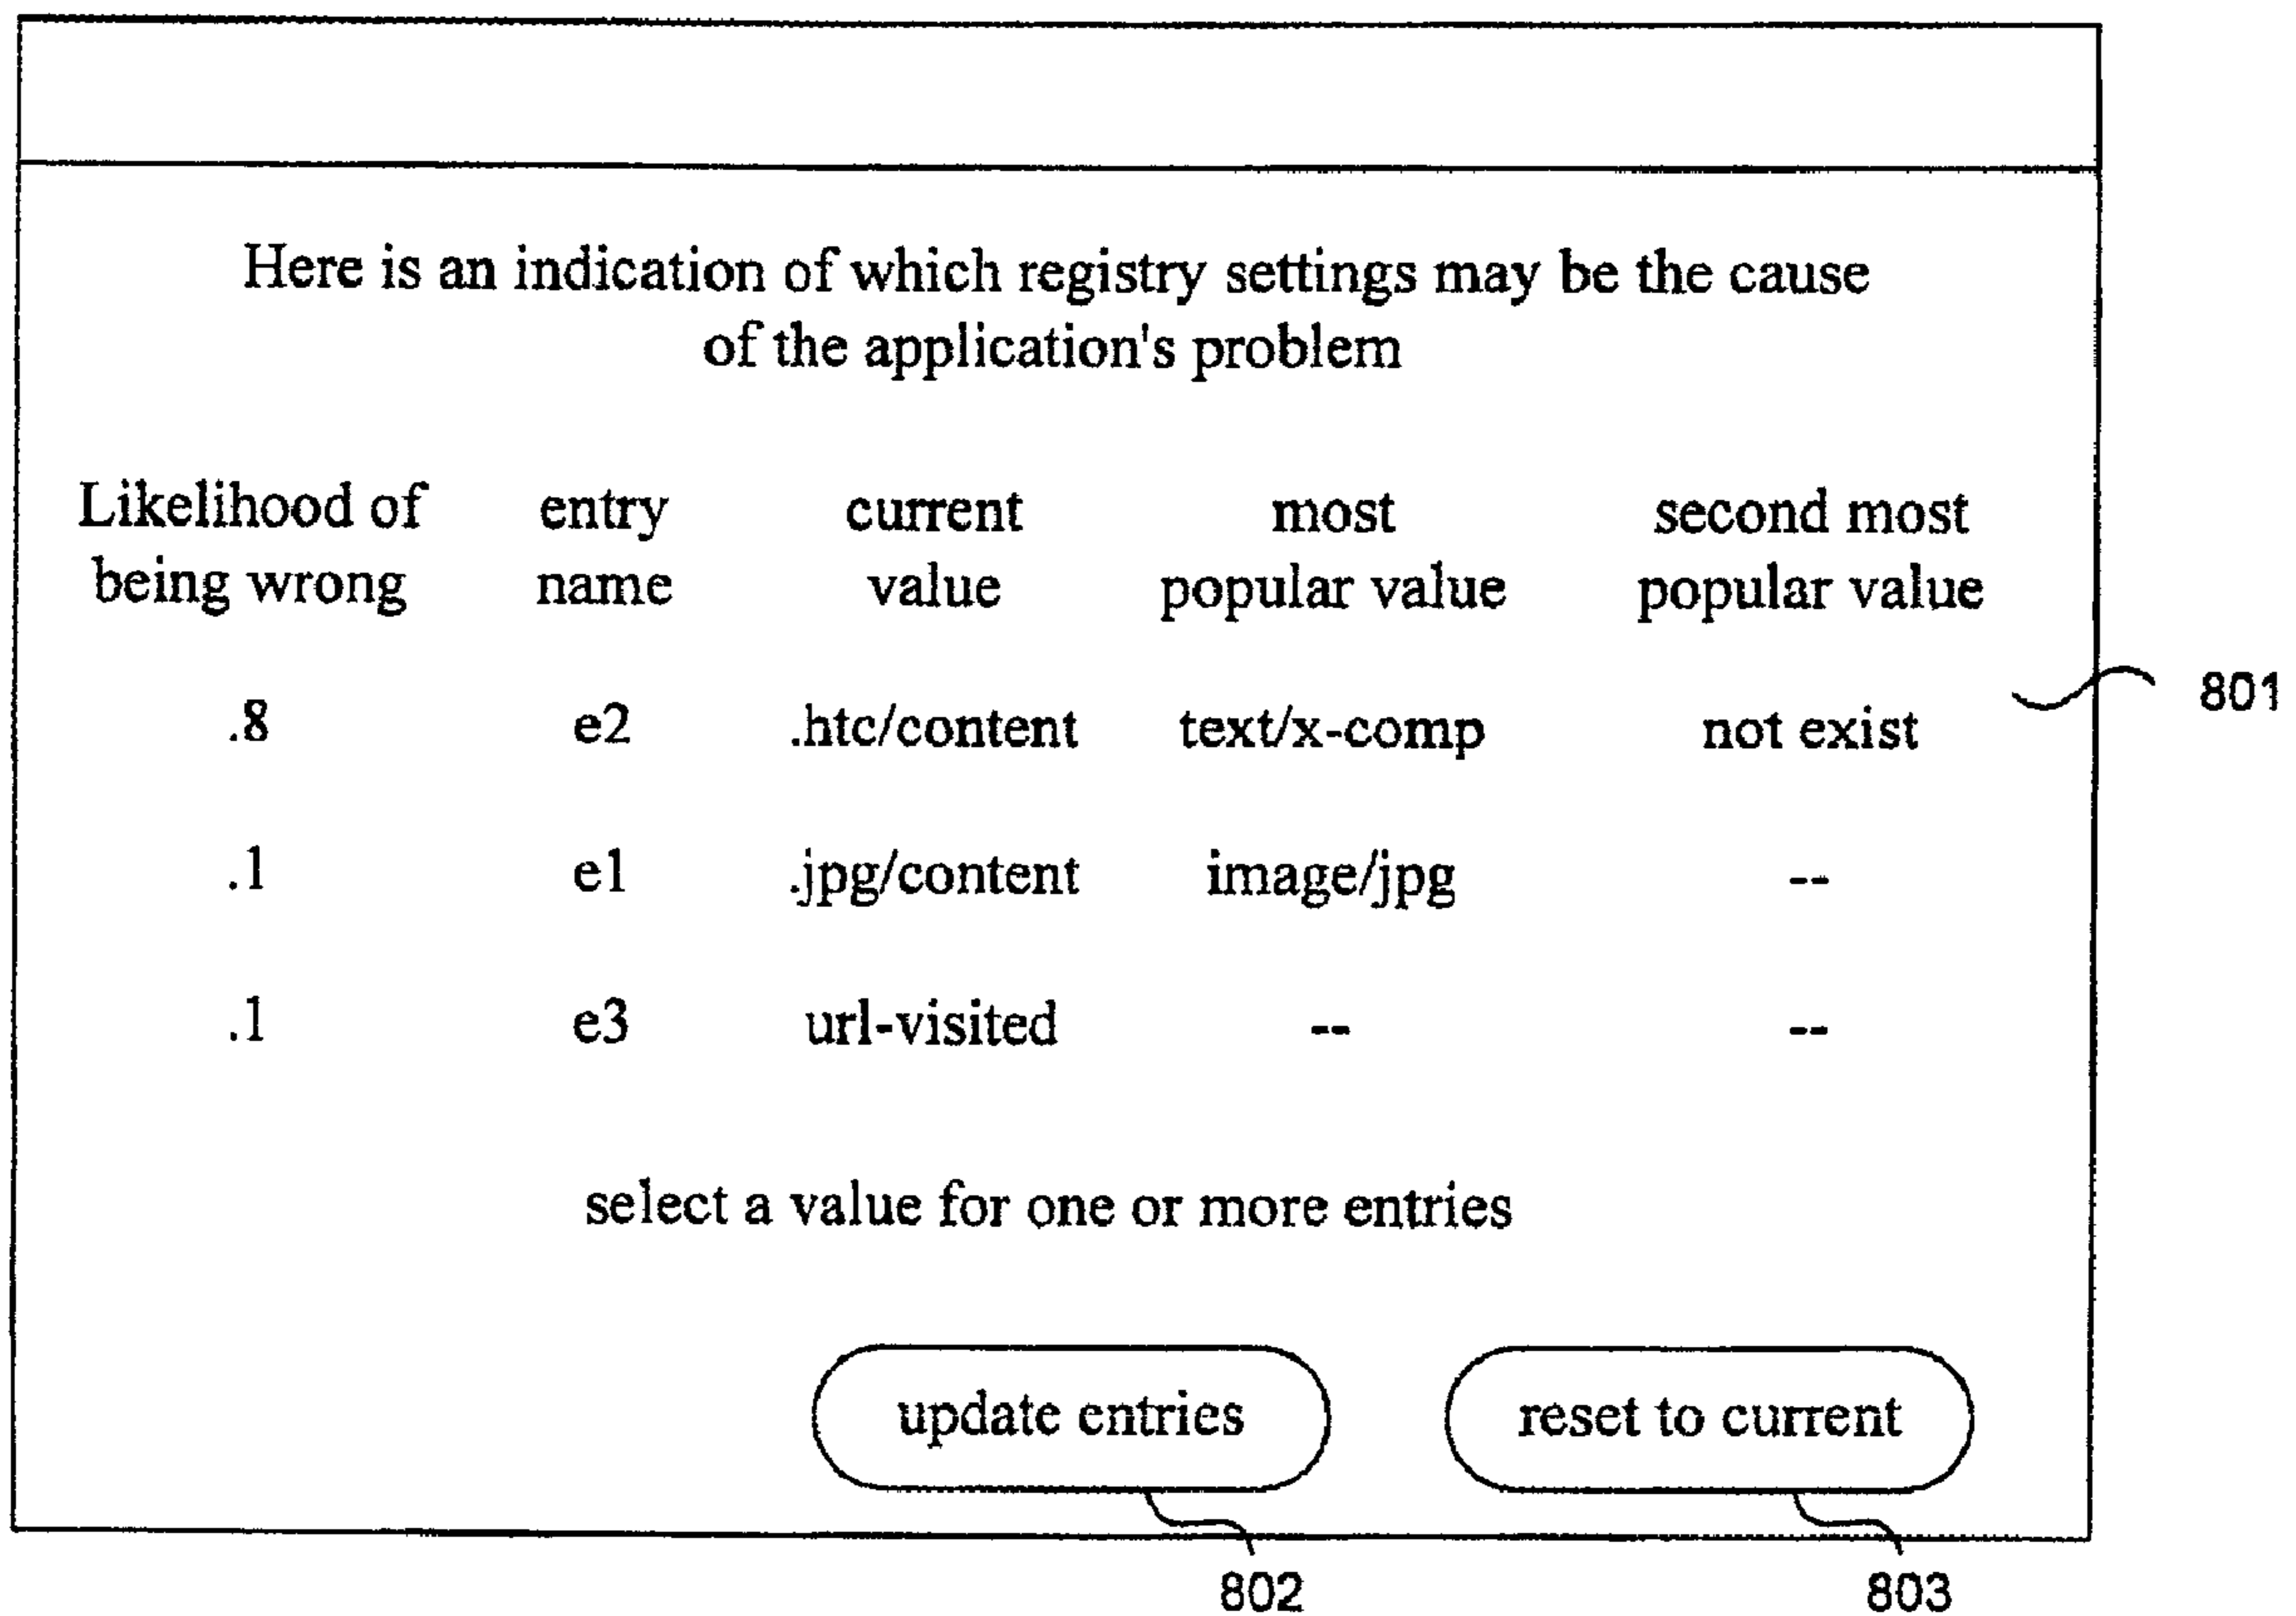 Here is an indication of which registry settings may be the cause
of the application's problem
Likelihood of being wrong entry name current value most popular value second most popular value
.8 e2 .htc/content text/x-comp not exist
801
.1 e1 .jpg/content image/jpg --
.1 e3 url-visited -- --
select a value for one or more entries
update entries reset to current
802 803